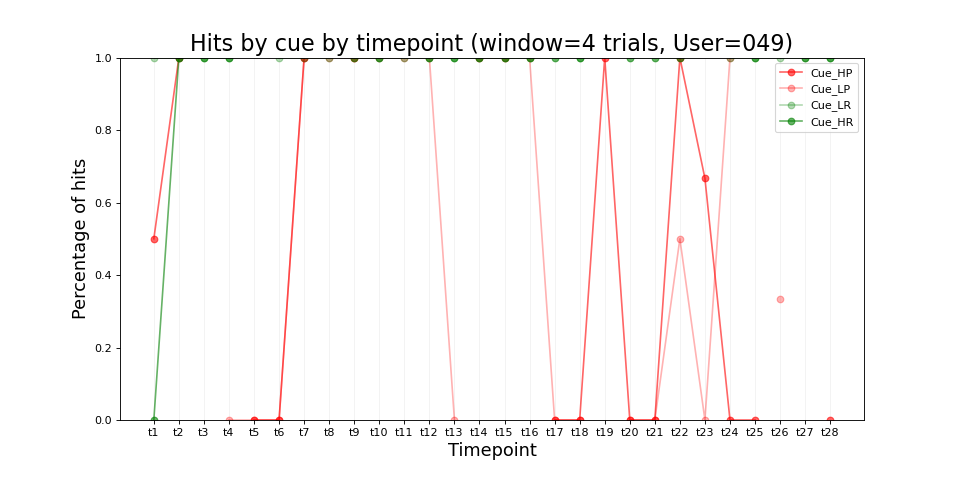 Hits by cue by timepoint (window=4 trials, User=049)
Percentage of hits
1.0
0.8
0.6
0.4
0.2
0.0
Cue_HP
Cue_LP
Cue_LR
Cue_HR
t1 t2 t3 t4 t5 t6 t7 t8 t9 t10 t11 t12 t13 t14 t15 t16 t17 t18 t19 t20 t21 t22 t23 t24 t25 t26 t27 t28
Timepoint